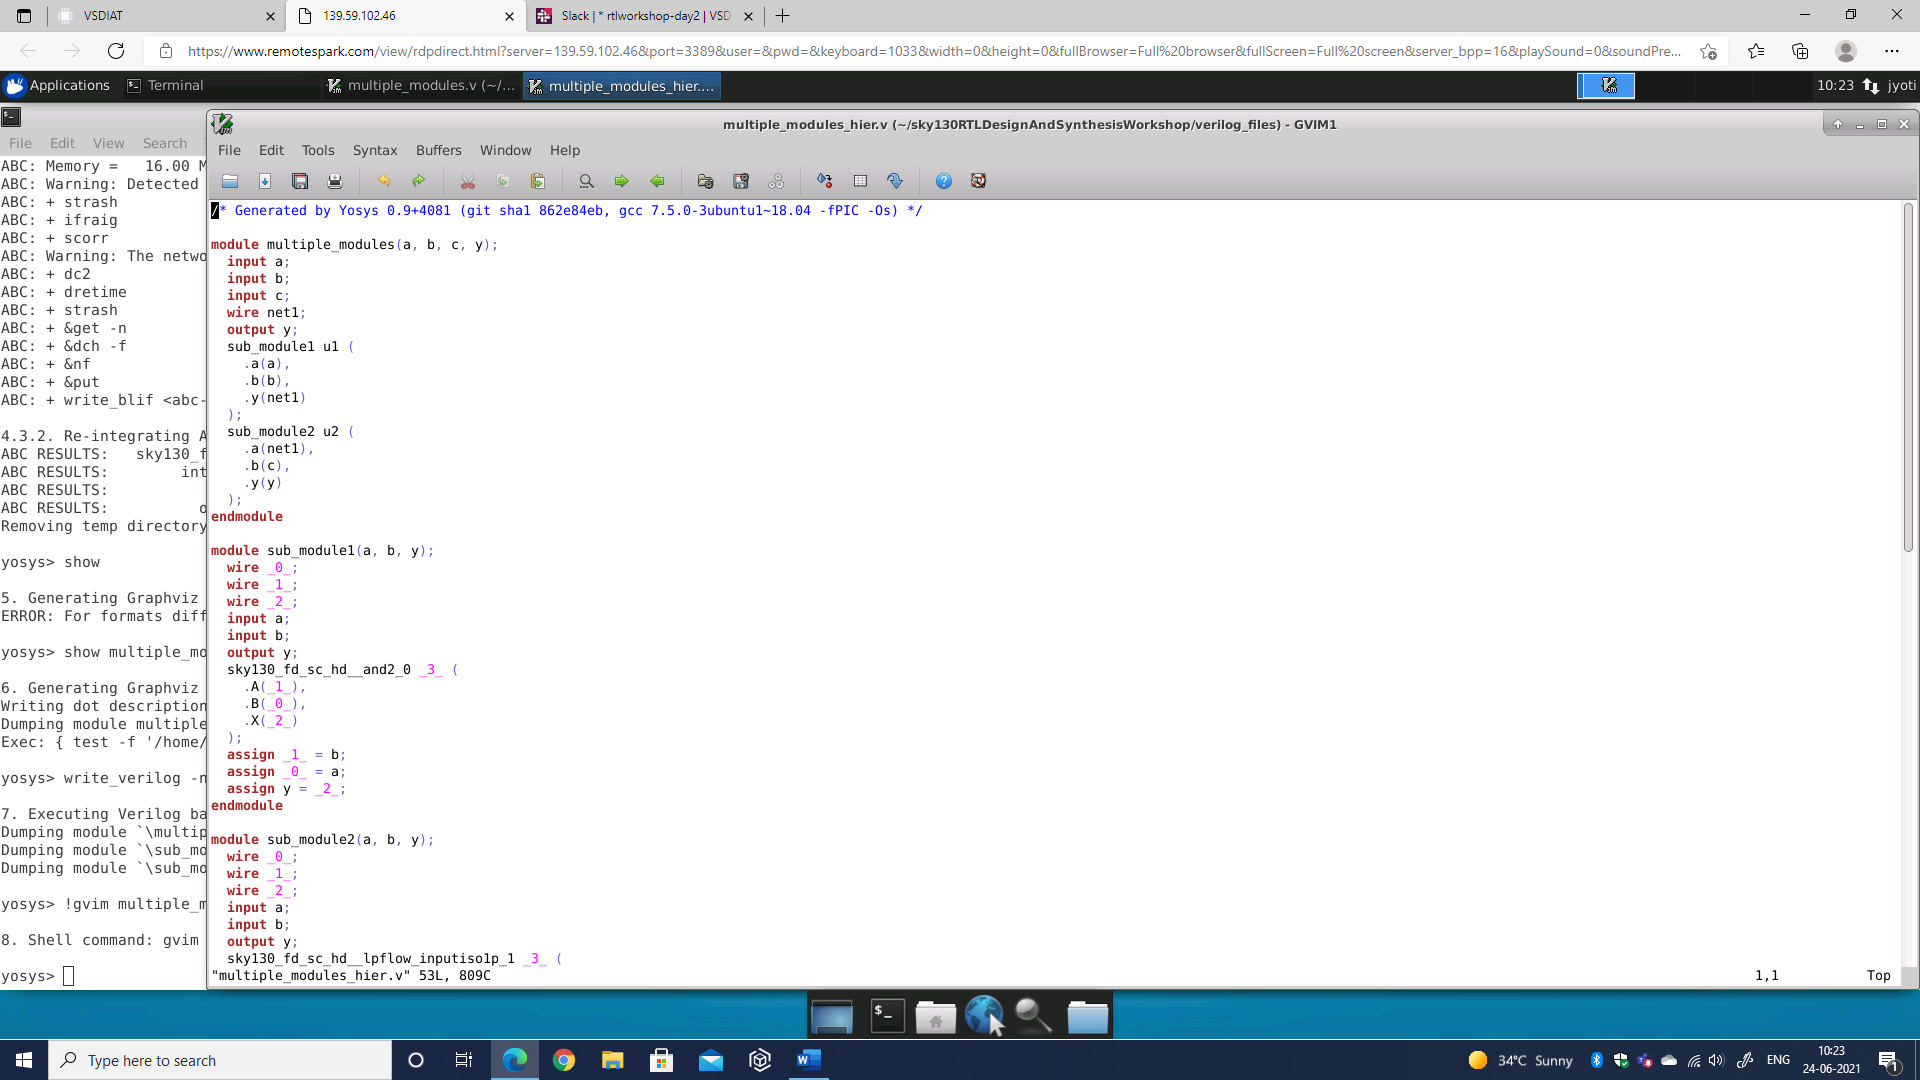 VSDIAT
139.59.102.46
Slack | * rtlworkshop-day2 | VSD
https://www.remotespark.com/view/rdpdirect.html?server=139.59.102.46&port=3389&user=&pwd=&keyboard=1033&width=0&height=0&fullBrowser=Full%20browser&fullScreen=Full%20screen&server_bpp=16&playSound=0&soundPre...
Applications
Terminal
multiple_modules.v (~/...
multiple_modules_hier....
10:23
jyoti
multiple_modules_hier.v (~/sky130RTLDesignAndSynthesisWorkshop/verilog_files) - GVIM1
File Edit View Search
ABC: Memory = 16.00 M
ABC: Warning: Detected
ABC: + strash
ABC: + ifraig
ABC: + scorr
ABC: Warning: The netwo
ABC: + dc2
ABC: + dretime
ABC: + strash
ABC: + &get -n
ABC: + &dch -f
ABC: + &nf
ABC: + &put
ABC: + write_blif <abc-
4.3.2. Re-integrating A
ABC RESULTS: sky130_f
ABC RESULTS: int
ABC RESULTS:
ABC RESULTS: o
Removing temp directory
yosys> show
5. Generating Graphviz
ERROR: For formats diff
yosys> show multiple_mo
6. Generating Graphviz
Writing dot description
Dumping module multiple
Exec: { test -f '/home/
yosys> write_verilog -n
7. Executing Verilog ba
Dumping module `\multip
Dumping module `\sub_mo
Dumping module `\sub_mo
yosys> !gvim multiple_m
8. Shell command: gvim
yosys>
File Edit Tools Syntax Buffers Window Help
/* Generated by Yosys 0.9+4081 (git sha1 862e84eb, gcc 7.5.0-3ubuntu1~18.04 -fPIC -Os) */
module multiple_modules(a, b, c, y);
input a;
input b;
input c;
wire net1;
output y;
sub_module1 u1 (
.a(a),
.b(b),
.y(net1)
);
sub_module2 u2 (
.a(net1),
.b(c),
.y(y)
);
endmodule
module sub_module1(a, b, y);
wire _0_;
wire _1_;
wire _2_;
input a;
input b;
output y;
sky130_fd_sc_hd__and2_0 _3_ (
.A(_1_),
.B(_0_),
.X(_2_)
);
assign _1_ = b;
assign _0_ = a;
assign y = _2_;
endmodule
module sub_module2(a, b, y);
wire _0_;
wire _1_;
wire _2_;
input a;
input b;
output y;
sky130_fd_sc_hd__lpflow_inputiso1p_1 _3_ (
"multiple_modules_hier.v" 53L, 809C
1,1
Top
Type here to search
34°C Sunny
ENG
10:23
24-06-2021
1